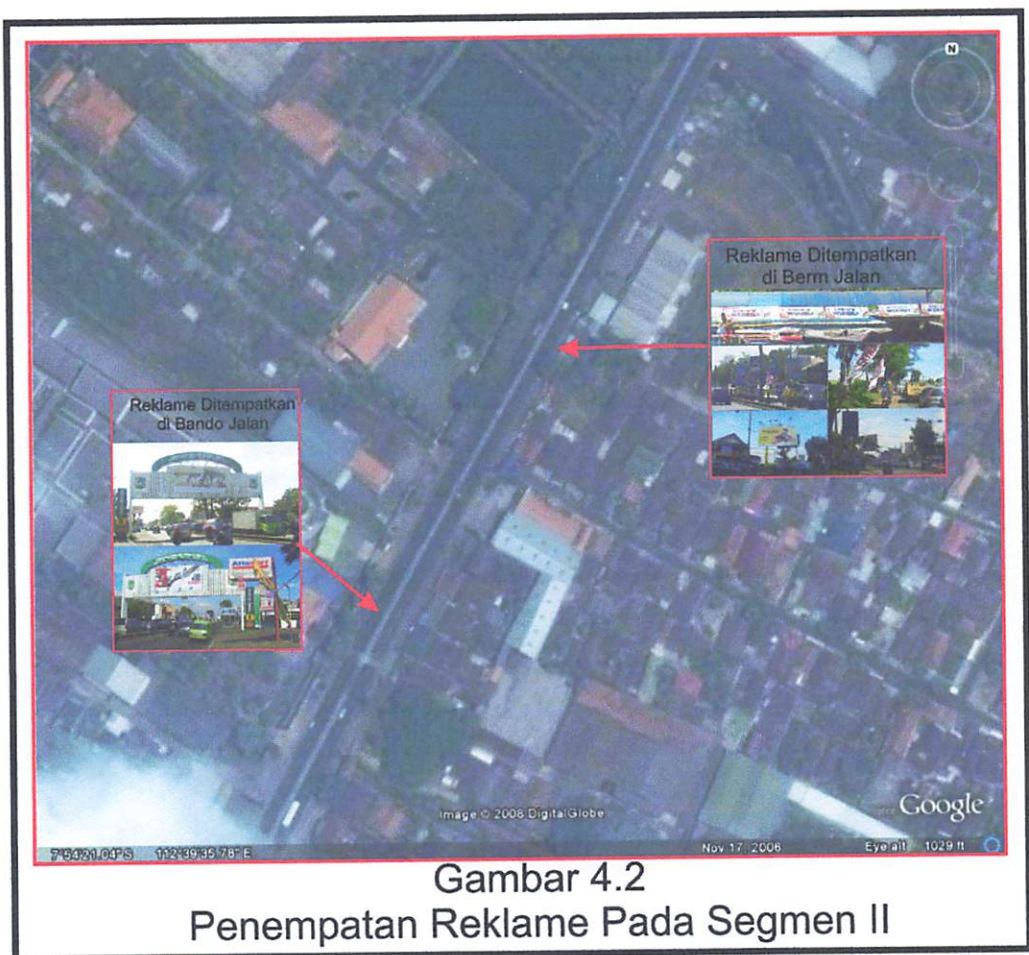 N
Reklame Ditempatkan
di Berm Jalan
Reklame Ditempatkan
di Bando Jalan
Image © 2008 DigitalGlobe
Google
7°54'21.04" S 112°39'35.78" E
Nov 17, 2006
Eye alt 1029 ft
Gambar 4.2
Penempatan Reklame Pada Segmen II